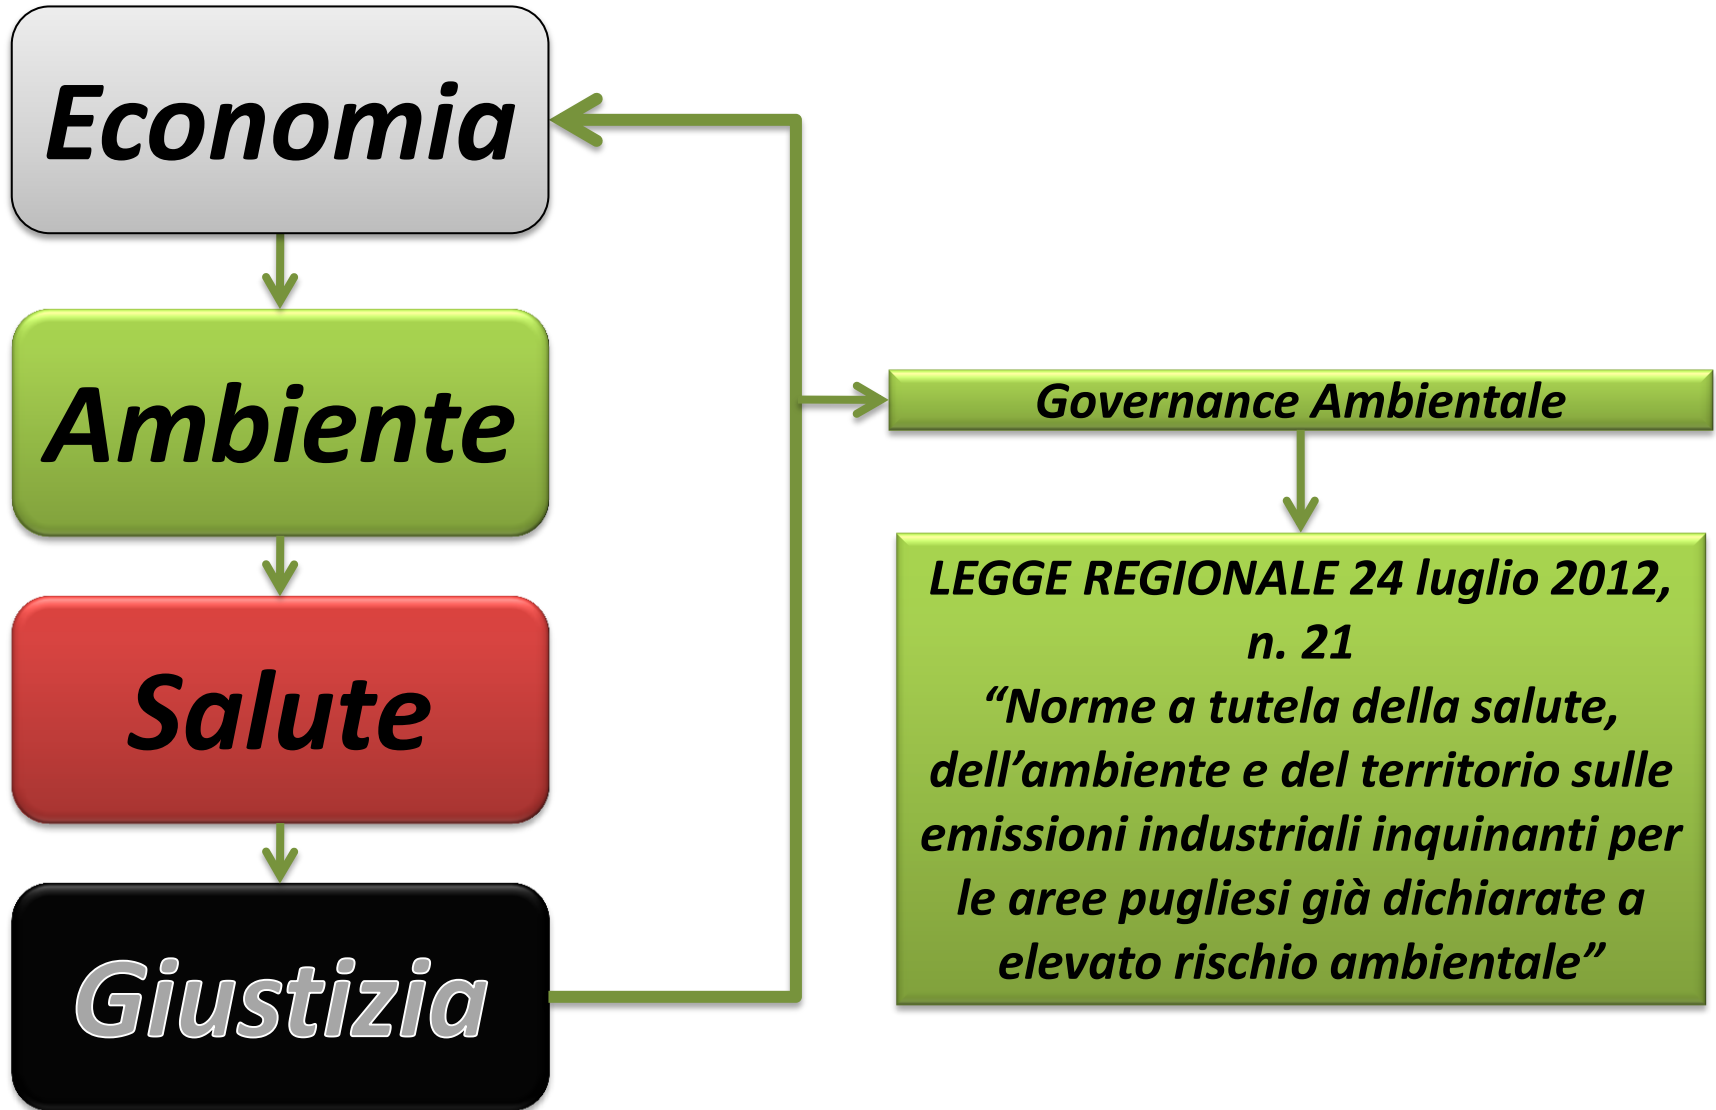 Economia
Ambiente
Salute
Giustizia
Governance Ambientale
LEGGE REGIONALE 24 luglio 2012,
n. 21
“Norme a tutela della salute,
dell’ambiente e del territorio sulle
emissioni industriali inquinanti per
le aree pugliesi già dichiarate a
elevato rischio ambientale”